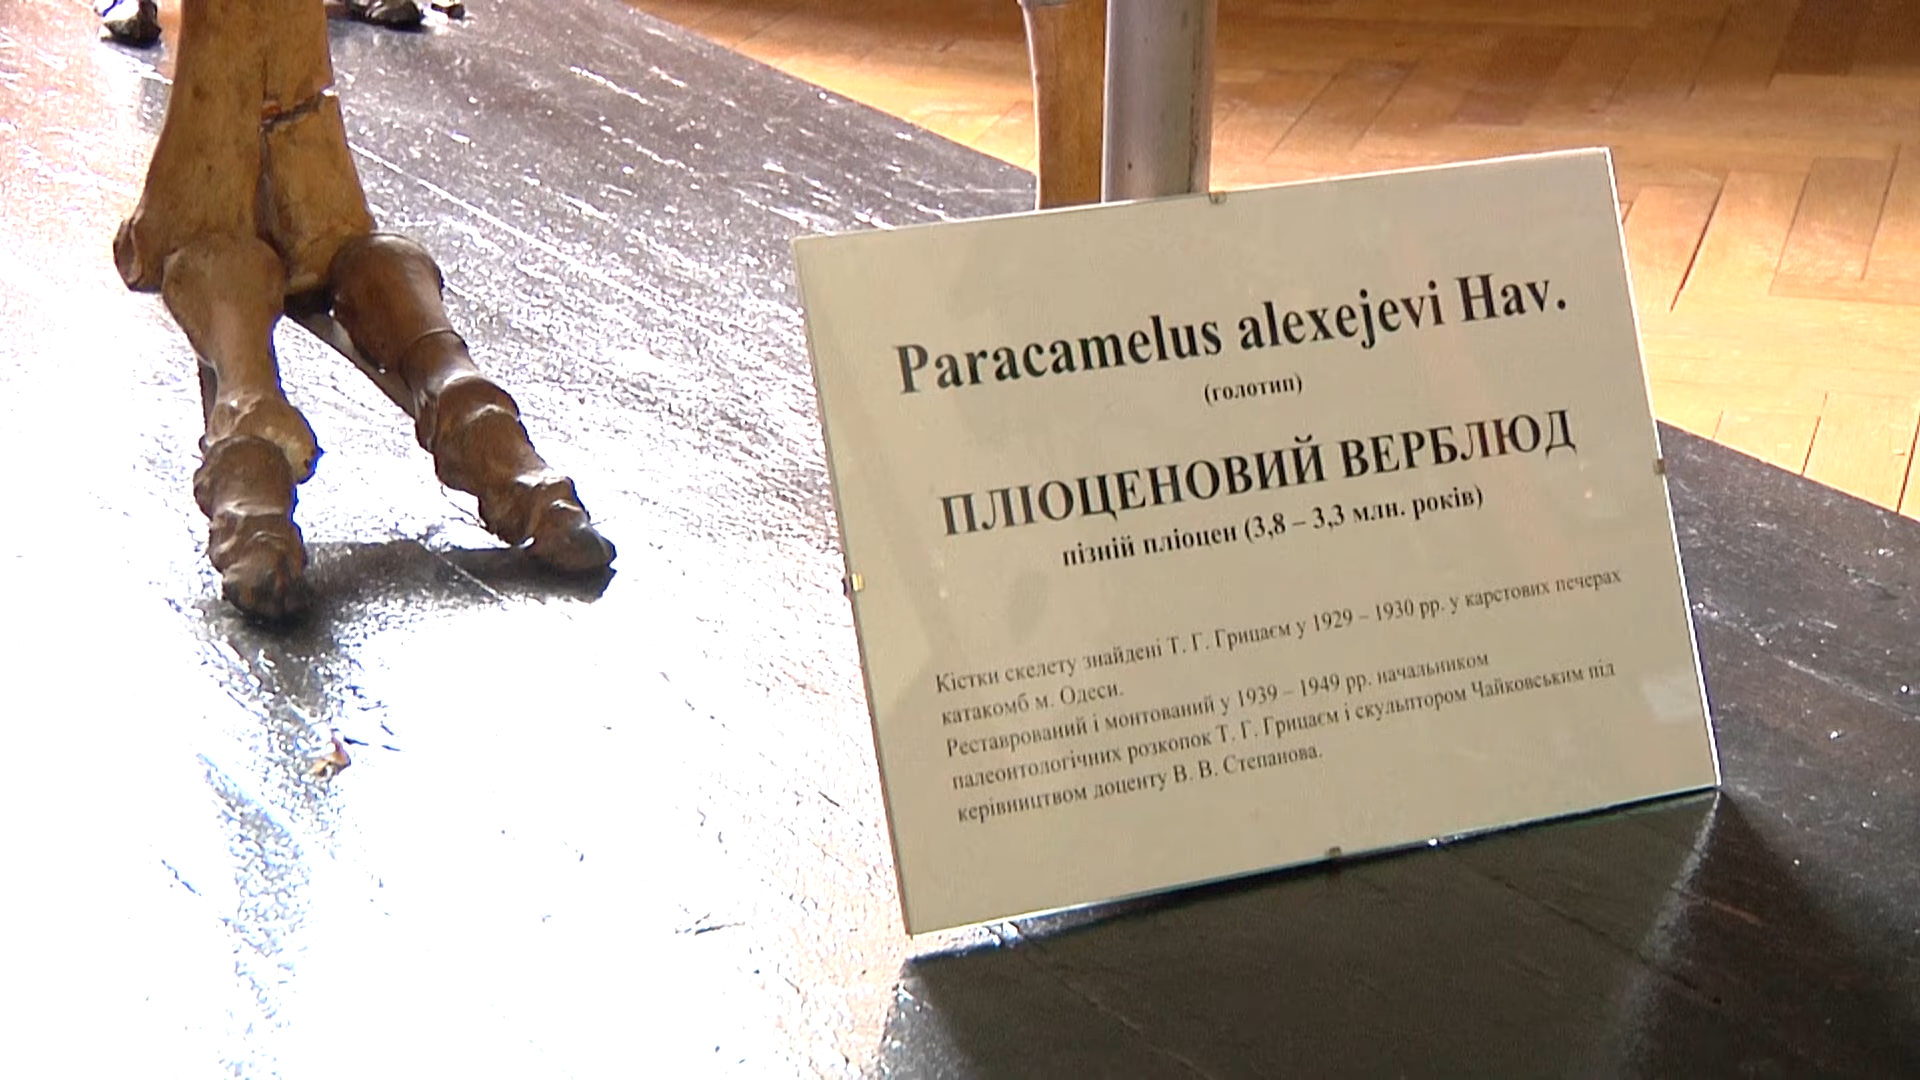 Paracamelus alexejevi Hav.
(голотип)
ПЛІОЦЕНОВИЙ ВЕРБЛЮД
пізній пліоцен (3,8 – 3,3 млн. років)
Кістки скелету знайдені Т. Г. Грицаєм у 1929 – 1930 рр. у карстових печерах
катакомб м. Одеси.
Реставрований і монтований у 1939 – 1949 рр. начальником
палеонтологічних розкопок Т. Г. Грицаєм і скульптором Чайковським під
керівництвом доценту В. В. Степанова.